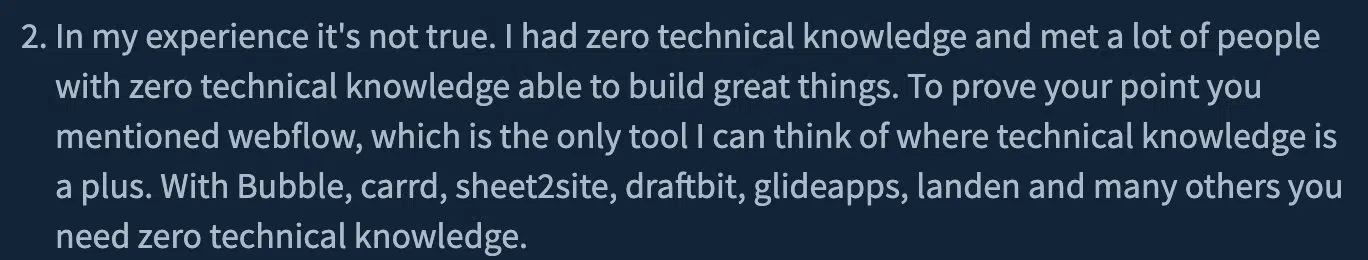 2. In my experience it's not true. I had zero technical knowledge and met a lot of people
with zero technical knowledge able to build great things. To prove your point you
mentioned webflow, which is the only tool I can think of where technical knowledge is
a plus. With Bubble, carrd, sheet2site, draftbit, glideapps, landen and many others you
need zero technical knowledge.